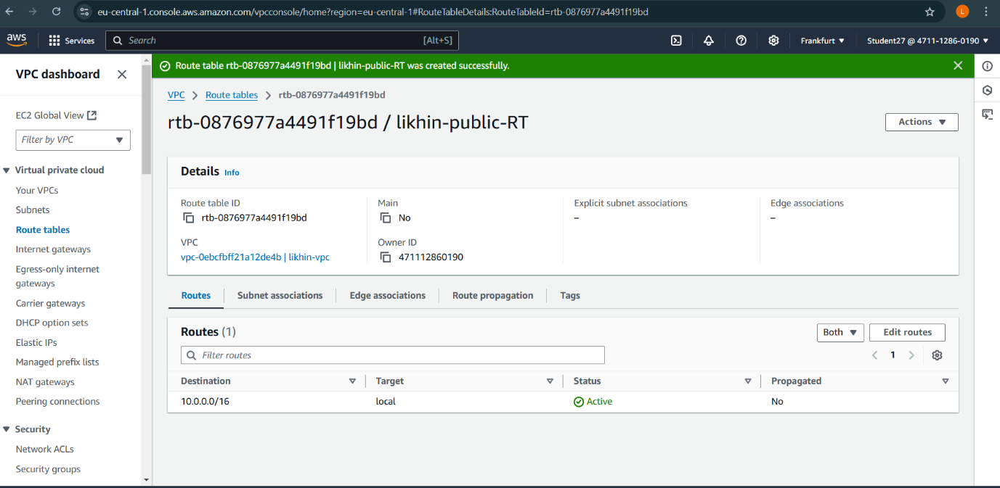 eu-central-1.console.aws.amazon.com/vpcconsole/home?region=eu-central-1#RouteTableDetails:RouteTableId=rtb-0876977a4491f19bd
L
aws Services Search [Alt+S] Frankfurt Student27 @ 4711-1286-0190
VPC dashboard
EC2 Global View
Filter by VPC
Virtual private cloud
Your VPCs
Subnets
Route tables
Internet gateways
Egress-only internet
gateways
Carrier gateways
DHCP option sets
Elastic IPs
Managed prefix lists
NAT gateways
Peering connections
Security
Network ACLs
Security groups
Route table rtb-0876977a4491f19bd | likhin-public-RT was created successfully.
VPC Route tables rtb-0876977a4491f19bd
rtb-0876977a4491f19bd / likhin-public-RT
Actions
Details Info
Route table ID
rtb-0876977a4491f19bd
VPC
vpc-0ebcfbff21a12de4b | likhin-vpc
Main
No
Owner ID
471112860190
Explicit subnet associations
–
Edge associations
–
Routes Subnet associations Edge associations Route propagation Tags
Routes (1)
Both Edit routes
Filter routes
1
Destination Target Status Propagated
10.0.0.0/16 local Active No